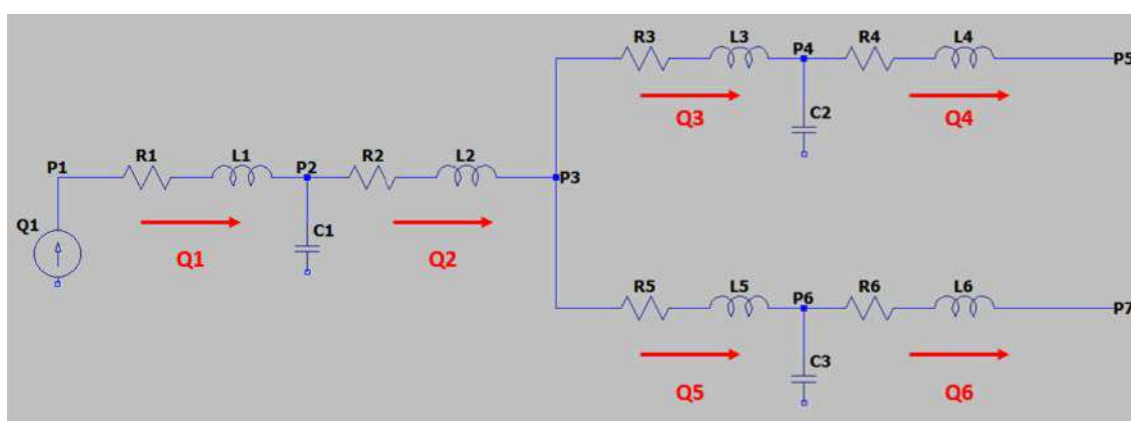 R3 L3 P4 R4 L4
P5
C2
Q3 Q4
P1 R1 L1 P2 R2 L2
P3
Q1 C1
Q1 Q2
R5 L5 P6 R6 L6
P7
C3
Q5 Q6